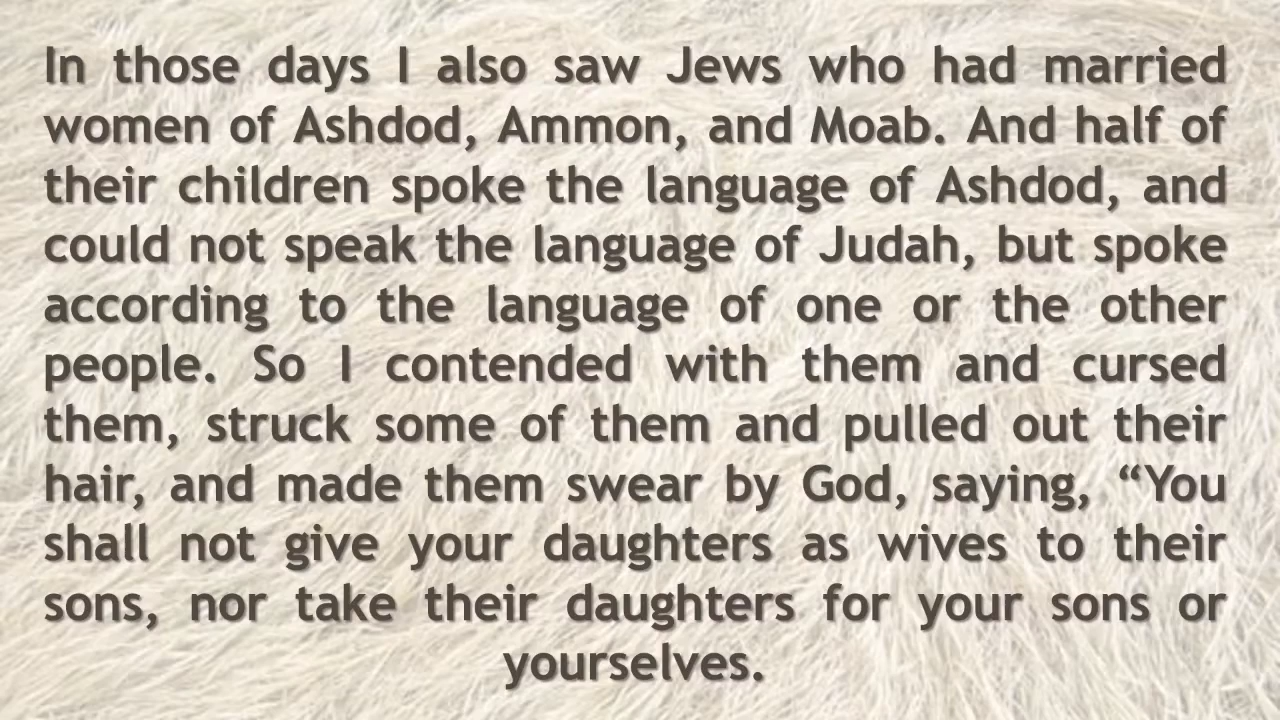 In those days I also saw Jews who had married
women of Ashdod, Ammon, and Moab. And half of
their children spoke the language of Ashdod, and
could not speak the language of Judah, but spoke
according to the language of one or the other
people. So I contended with them and cursed
them, struck some of them and pulled out their
hair, and made them swear by God, saying, “You
shall not give your daughters as wives to their
sons, nor take their daughters for your sons or
yourselves.